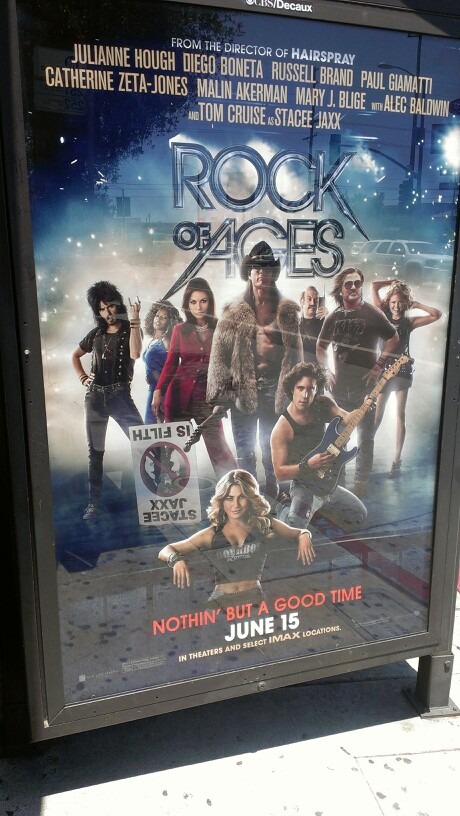 CBS/Decaux
FROM THE DIRECTOR OF HAIRSPRAY
JULIANNE HOUGH DIEGO BONETA RUSSELL BRAND PAUL GIAMATTI
CATHERINE ZETA-JONES MALIN AKERMAN MARY J. BLIGE WITH ALEC BALDWIN
AND TOM CRUISE AS STACEE JAXX
ROCK
OF AGES
STACEE
JAXX
IS FILTH
NOTHIN' BUT A GOOD TIME
JUNE 15
IN THEATERS AND SELECT IMAX LOCATIONS.